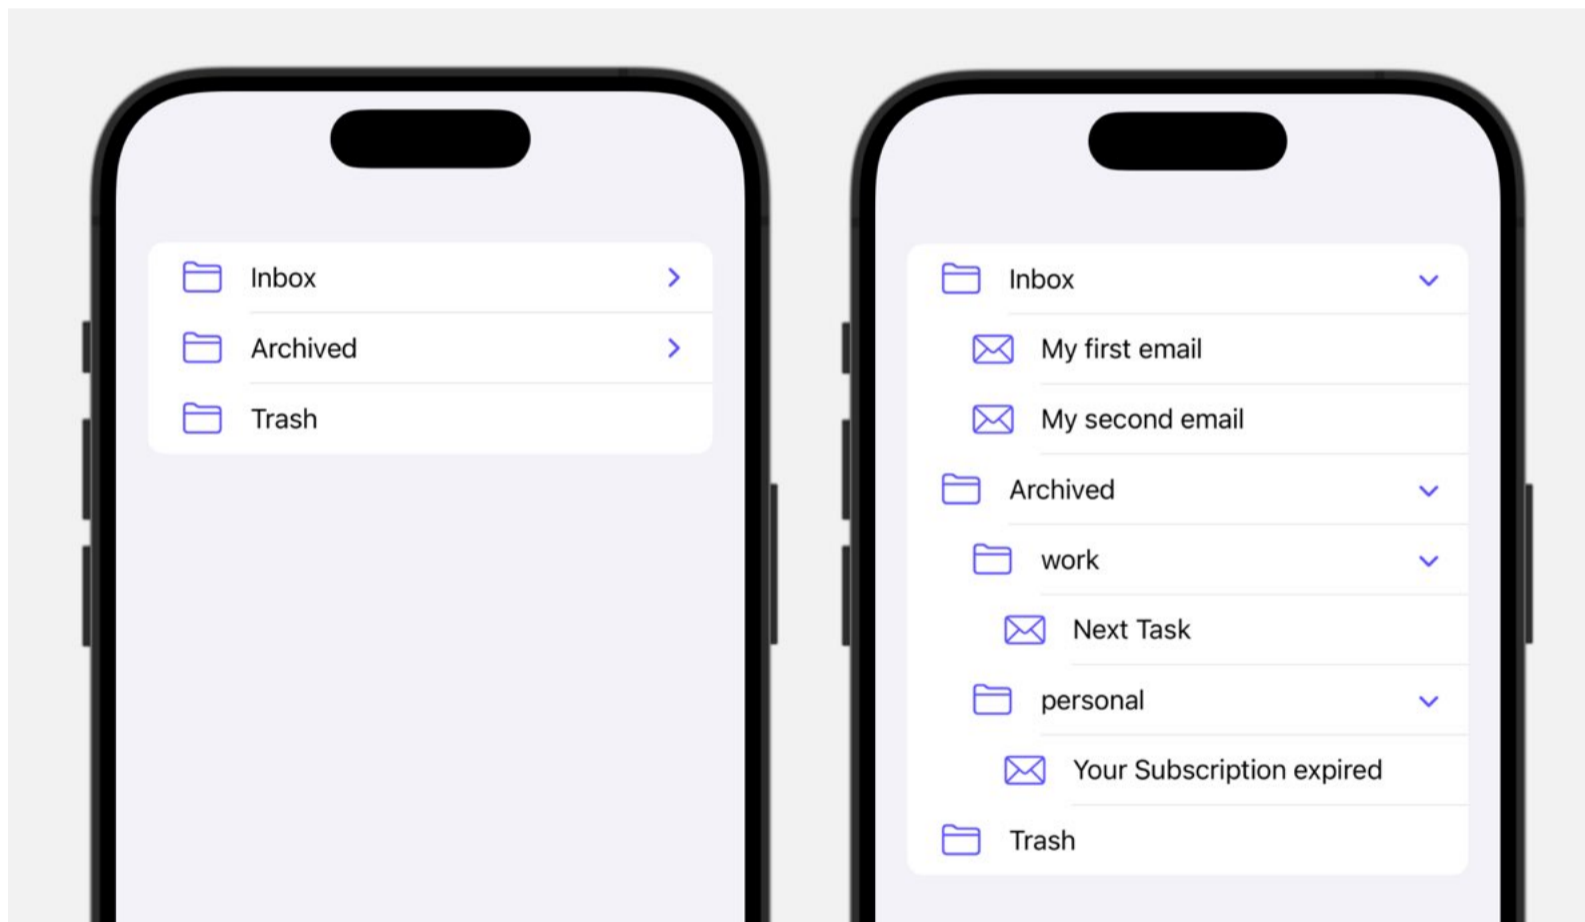 Inbox
Archived
Trash
Inbox
My first email
My second email
Archived
work
Next Task
personal
Your Subscription expired
Trash